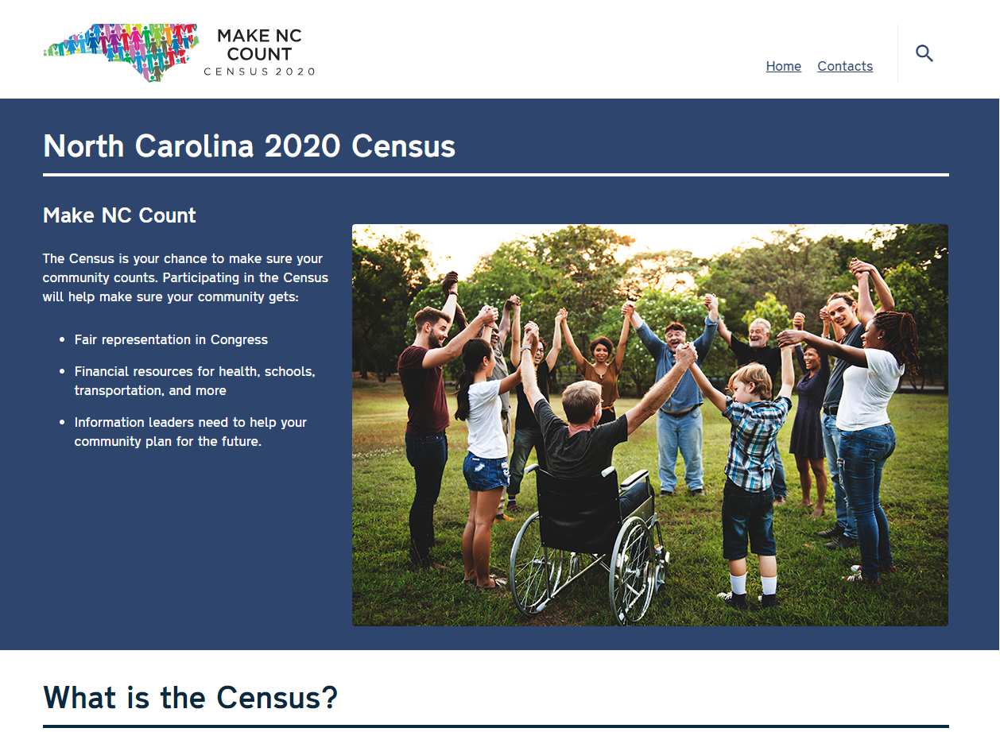 MAKE NC
COUNT
CENSUS 2020
Home Contacts
North Carolina 2020 Census
Make NC Count
The Census is your chance to make sure your
community counts. Participating in the Census
will help make sure your community gets:
• Fair representation in Congress
• Financial resources for health, schools,
transportation, and more
• Information leaders need to help your
community plan for the future.
What is the Census?